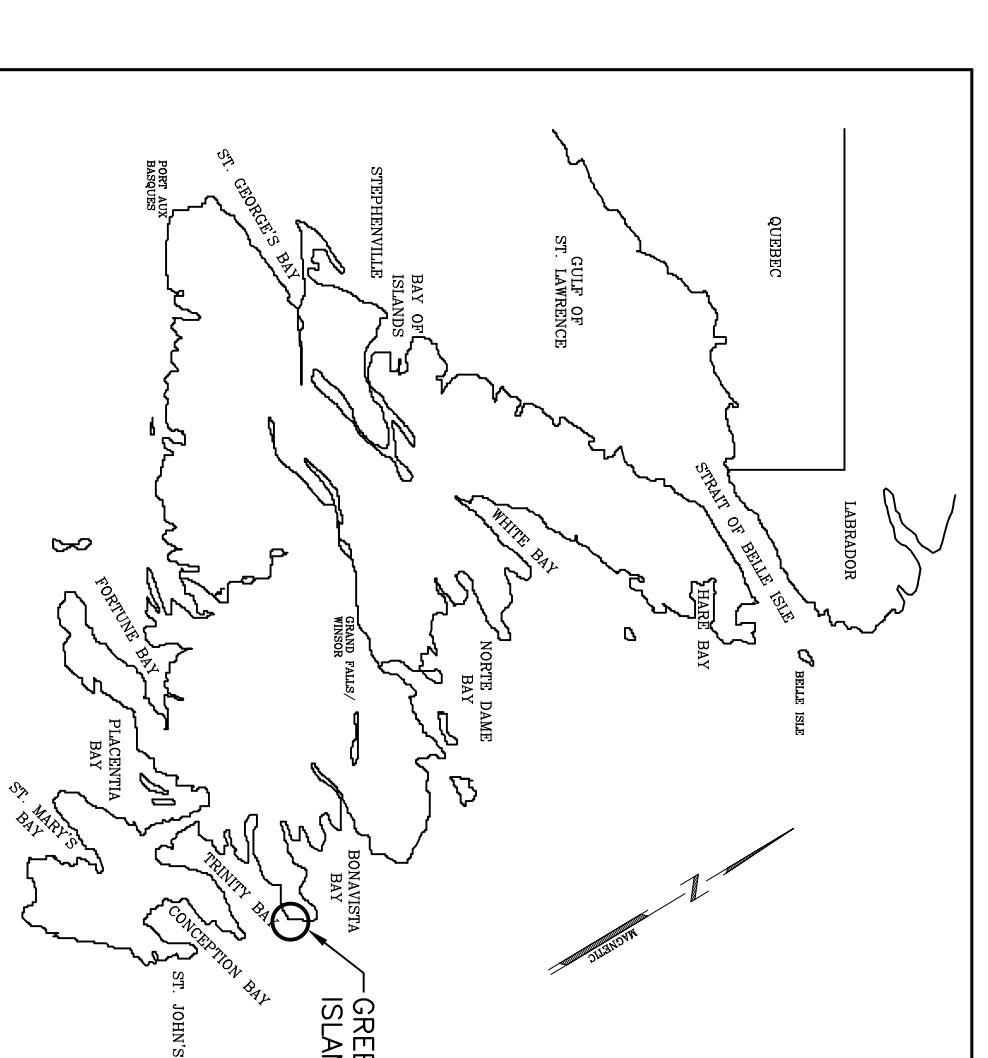 QUEBEC
LABRADOR
GULF OF
ST. LAWRENCE
STRAIT OF BELLE ISLE
BELLE ISLE
HARE BAY
WHITE BAY
NORTE DAME
BAY
BAY OF
ISLANDS
STEPHENVILLE
ST. GEORGE'S BAY
PORT AUX
BASQUES
GRAND FALLS/
WINSOR
FORTUNE BAY
PLACENTIA
BAY
ST. MARY'S
BAY
TRINITY BAY
BONAVISTA
BAY
CONCEPTION BAY
ST. JOHN'S
N
MAGNETIC